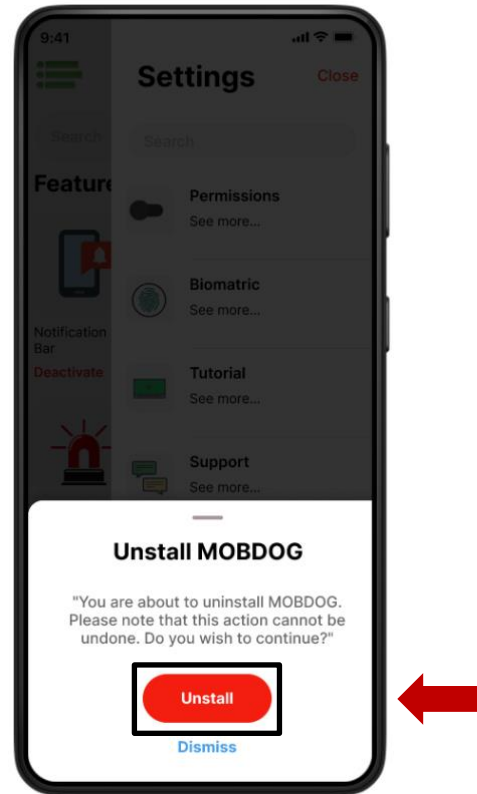 9:41
Settings
Close
Search
Search
Feature
Permissions
See more...
Biomatric
See more...
Notification
Bar
Deactivate
Tutorial
See more...
Support
See more...
Unstall MOBDOG
"You are about to uninstall MOBDOG.
Please note that this action cannot be
undone. Do you wish to continue?"
Unstall
Dismiss